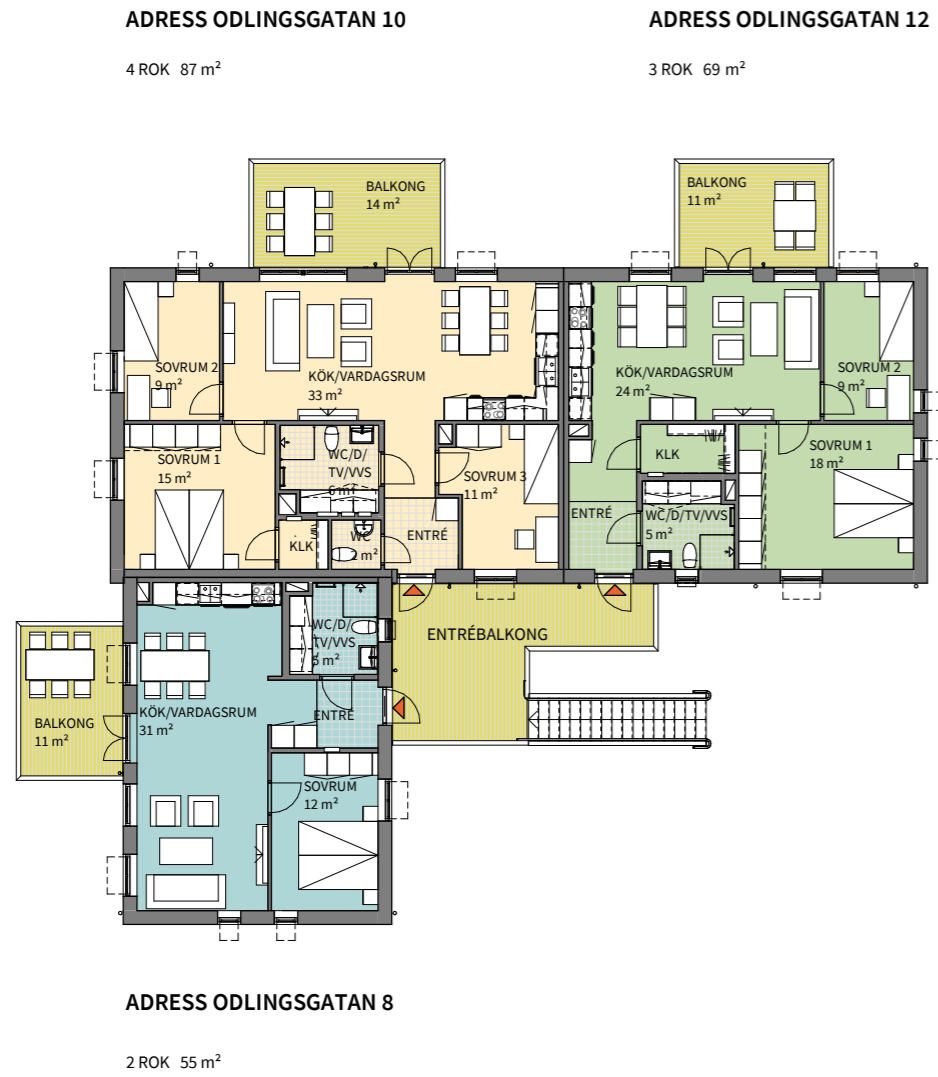 ADRESS ODLINGSGATAN 10
4 ROK 87 m²
ADRESS ODLINGSGATAN 12
3 ROK 69 m²
BALKONG
14 m²
BALKONG
11 m²
SOVRUM 2
9 m²
KÖK/VARDAGSRUM
33 m²
KÖK/VARDAGSRUM
24 m²
SOVRUM 2
9 m²
SOVRUM 1
15 m²
WC/D/
TV/VVS
6 m²
SOVRUM 3
11 m²
KLK
SOVRUM 1
18 m²
KLK
WC
2 m²
ENTRÉ
ENTRÉ
WC/D/TV/VVS
5 m²
WC/D/
TV/VVS
5 m²
ENTRÉBALKONG
BALKONG
11 m²
KÖK/VARDAGSRUM
31 m²
ENTRÉ
SOVRUM
12 m²
ADRESS ODLINGSGATAN 8
2 ROK 55 m²